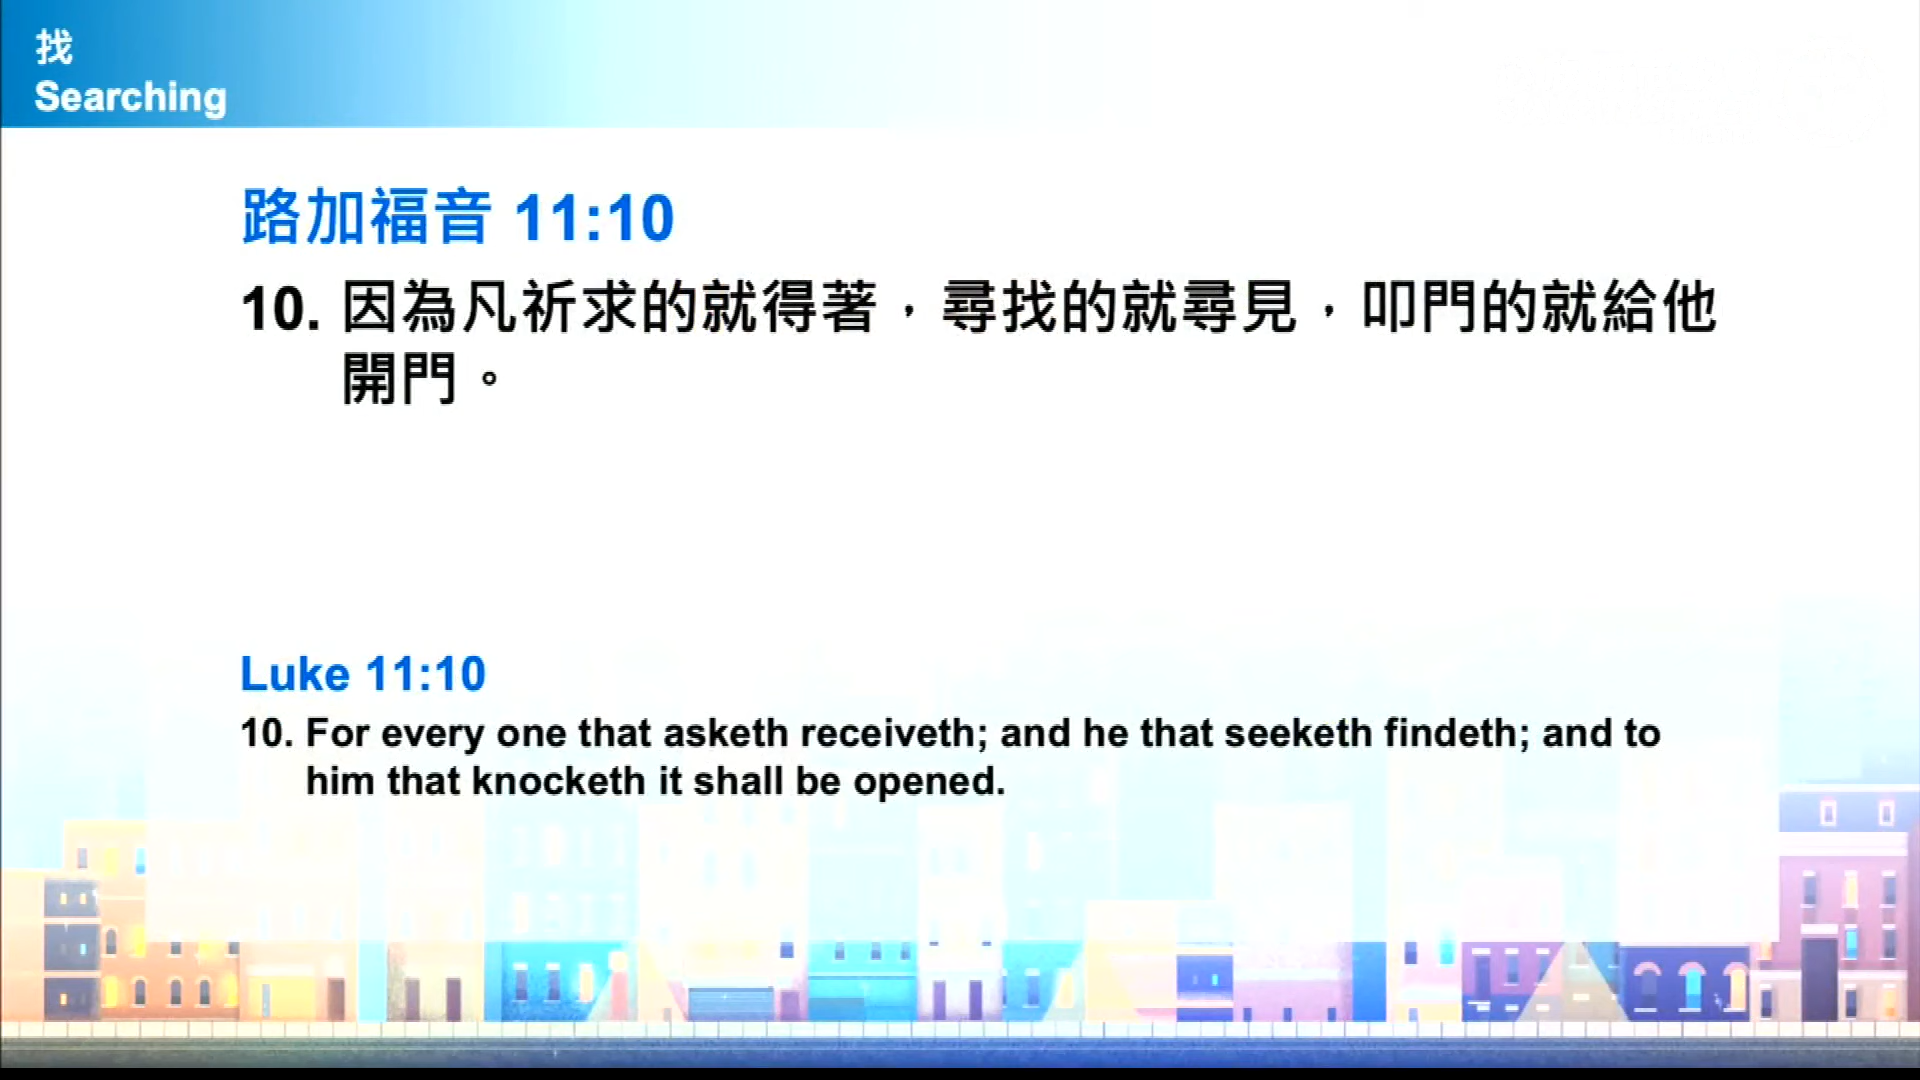 找
Searching
路加福音 11:10
10. 因為凡祈求的就得著，尋找的就尋見，叩門的就給他
開門。
Luke 11:10
10. For every one that asketh receiveth; and he that seeketh findeth; and to
him that knocketh it shall be opened.